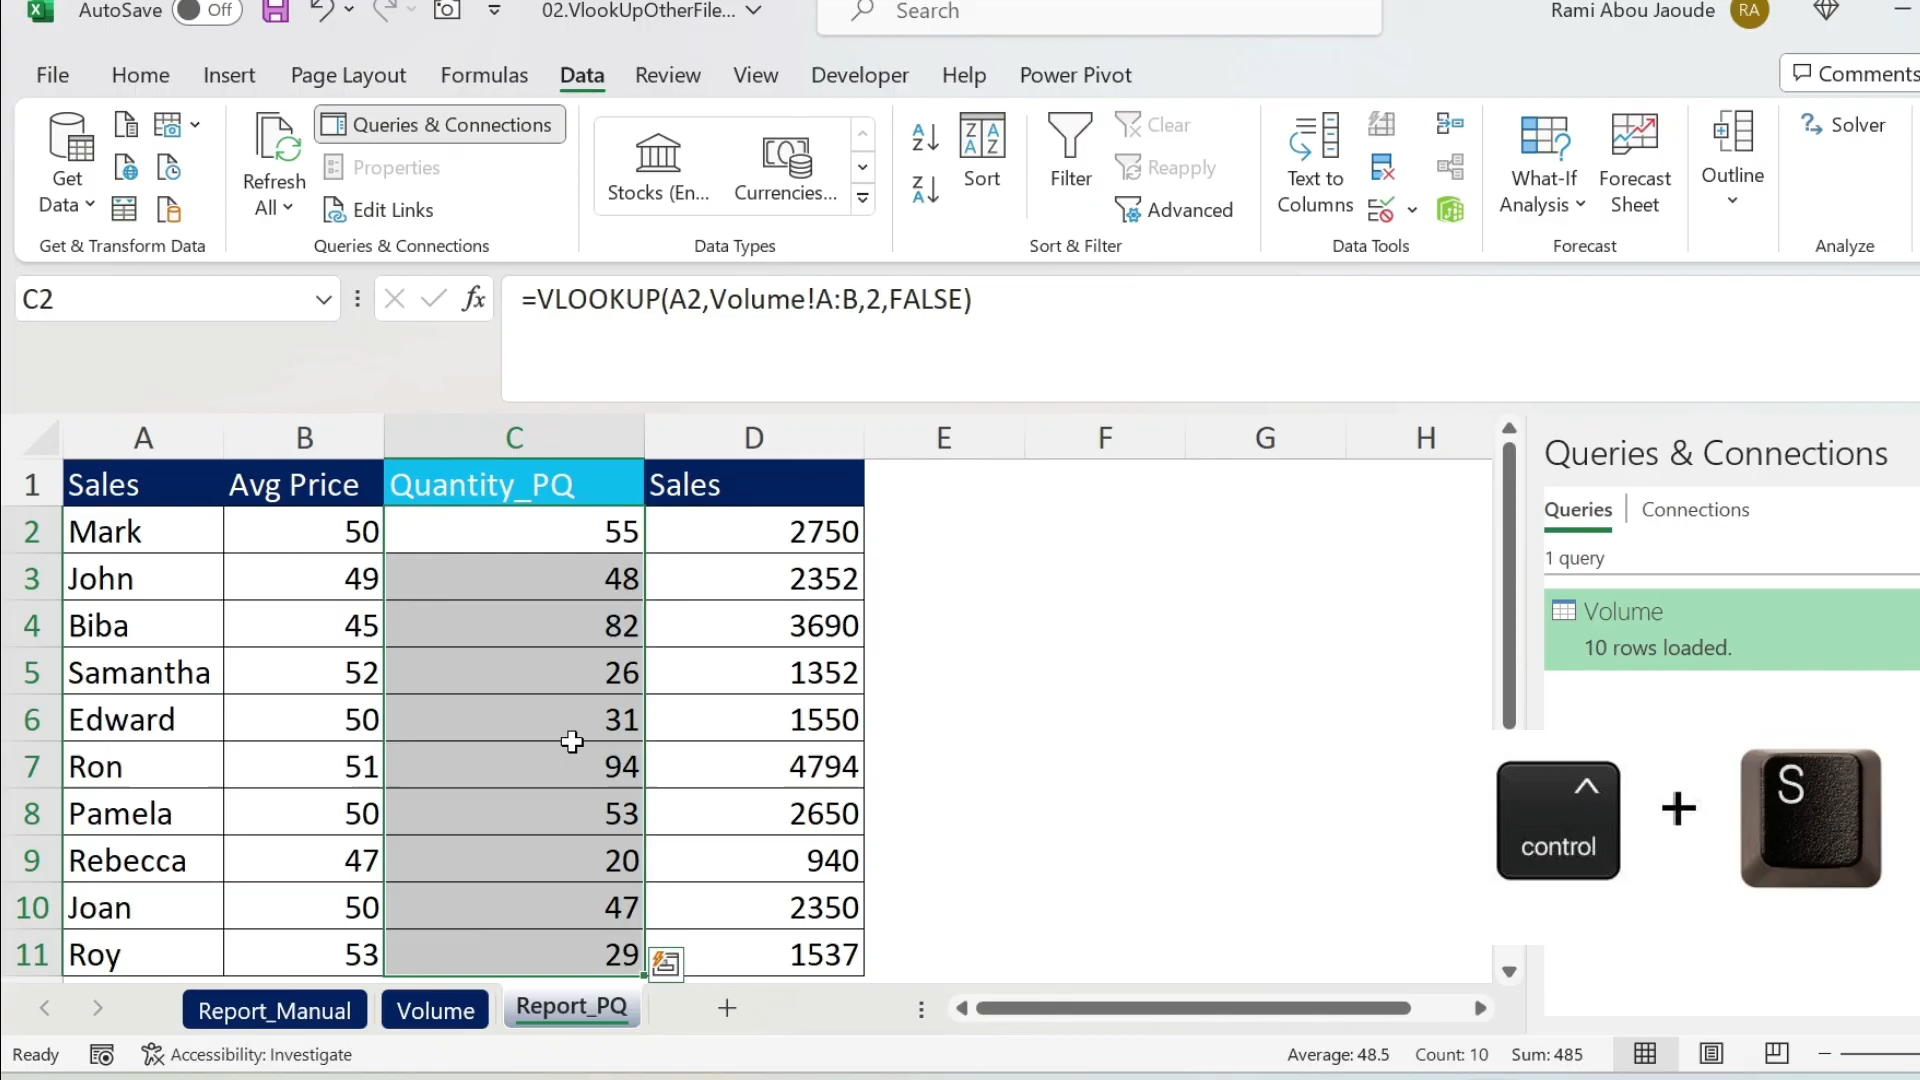 AutoSave Off 02.VlookUpOtherFile... Search Rami Abou Jaoude RA
File Home Insert Page Layout Formulas Data Review View Developer Help Power Pivot Comments
Get Data
Refresh All
Queries & Connections
Properties
Edit Links
Stocks (En... Currencies...
Sort
Filter
Clear
Reapply
Advanced
Text to Columns
What-If Analysis
Forecast Sheet
Outline
Solver
Get & Transform Data Queries & Connections Data Types Sort & Filter Data Tools Forecast Analyze
C2 fx =VLOOKUP(A2,Volume!A:B,2,FALSE)
A B C D E F G H
1 Sales Avg Price Quantity_PQ Sales
2 Mark 50 55 2750
3 John 49 48 2352
4 Biba 45 82 3690
5 Samantha 52 26 1352
6 Edward 50 31 1550
7 Ron 51 94 4794
8 Pamela 50 53 2650
9 Rebecca 47 20 940
10 Joan 50 47 2350
11 Roy 53 29 1537
Queries & Connections
Queries Connections
1 query
Volume
10 rows loaded.
control + S
Report_Manual Volume Report_PQ
Ready Accessibility: Investigate Average: 48.5 Count: 10 Sum: 485